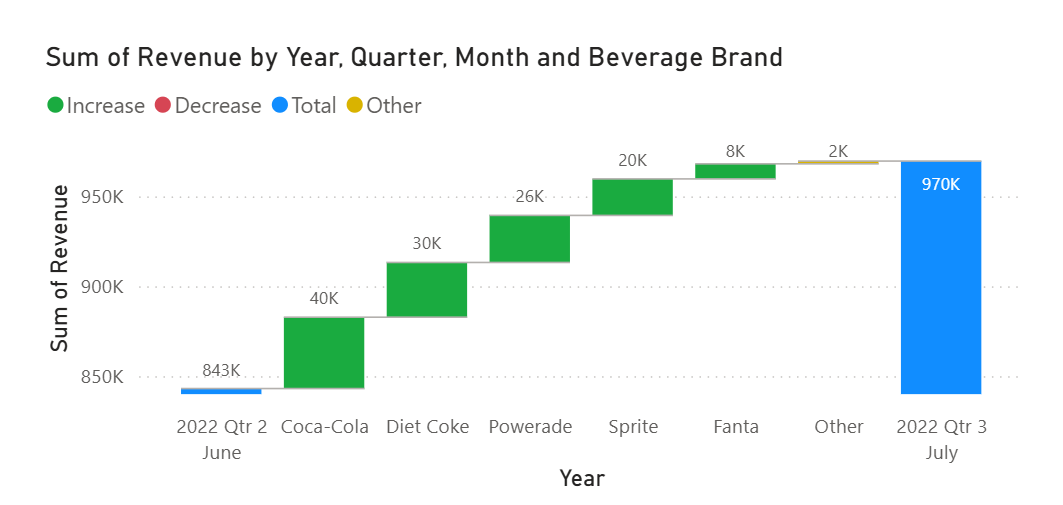 Sum of Revenue by Year, Quarter, Month and Beverage Brand
Increase Decrease Total Other
Sum of Revenue
950K
900K
850K
843K
40K
30K
26K
20K
8K
2K
970K
2022 Qtr 2 Coca-Cola Diet Coke Powerade Sprite Fanta Other 2022 Qtr 3
June July
Year